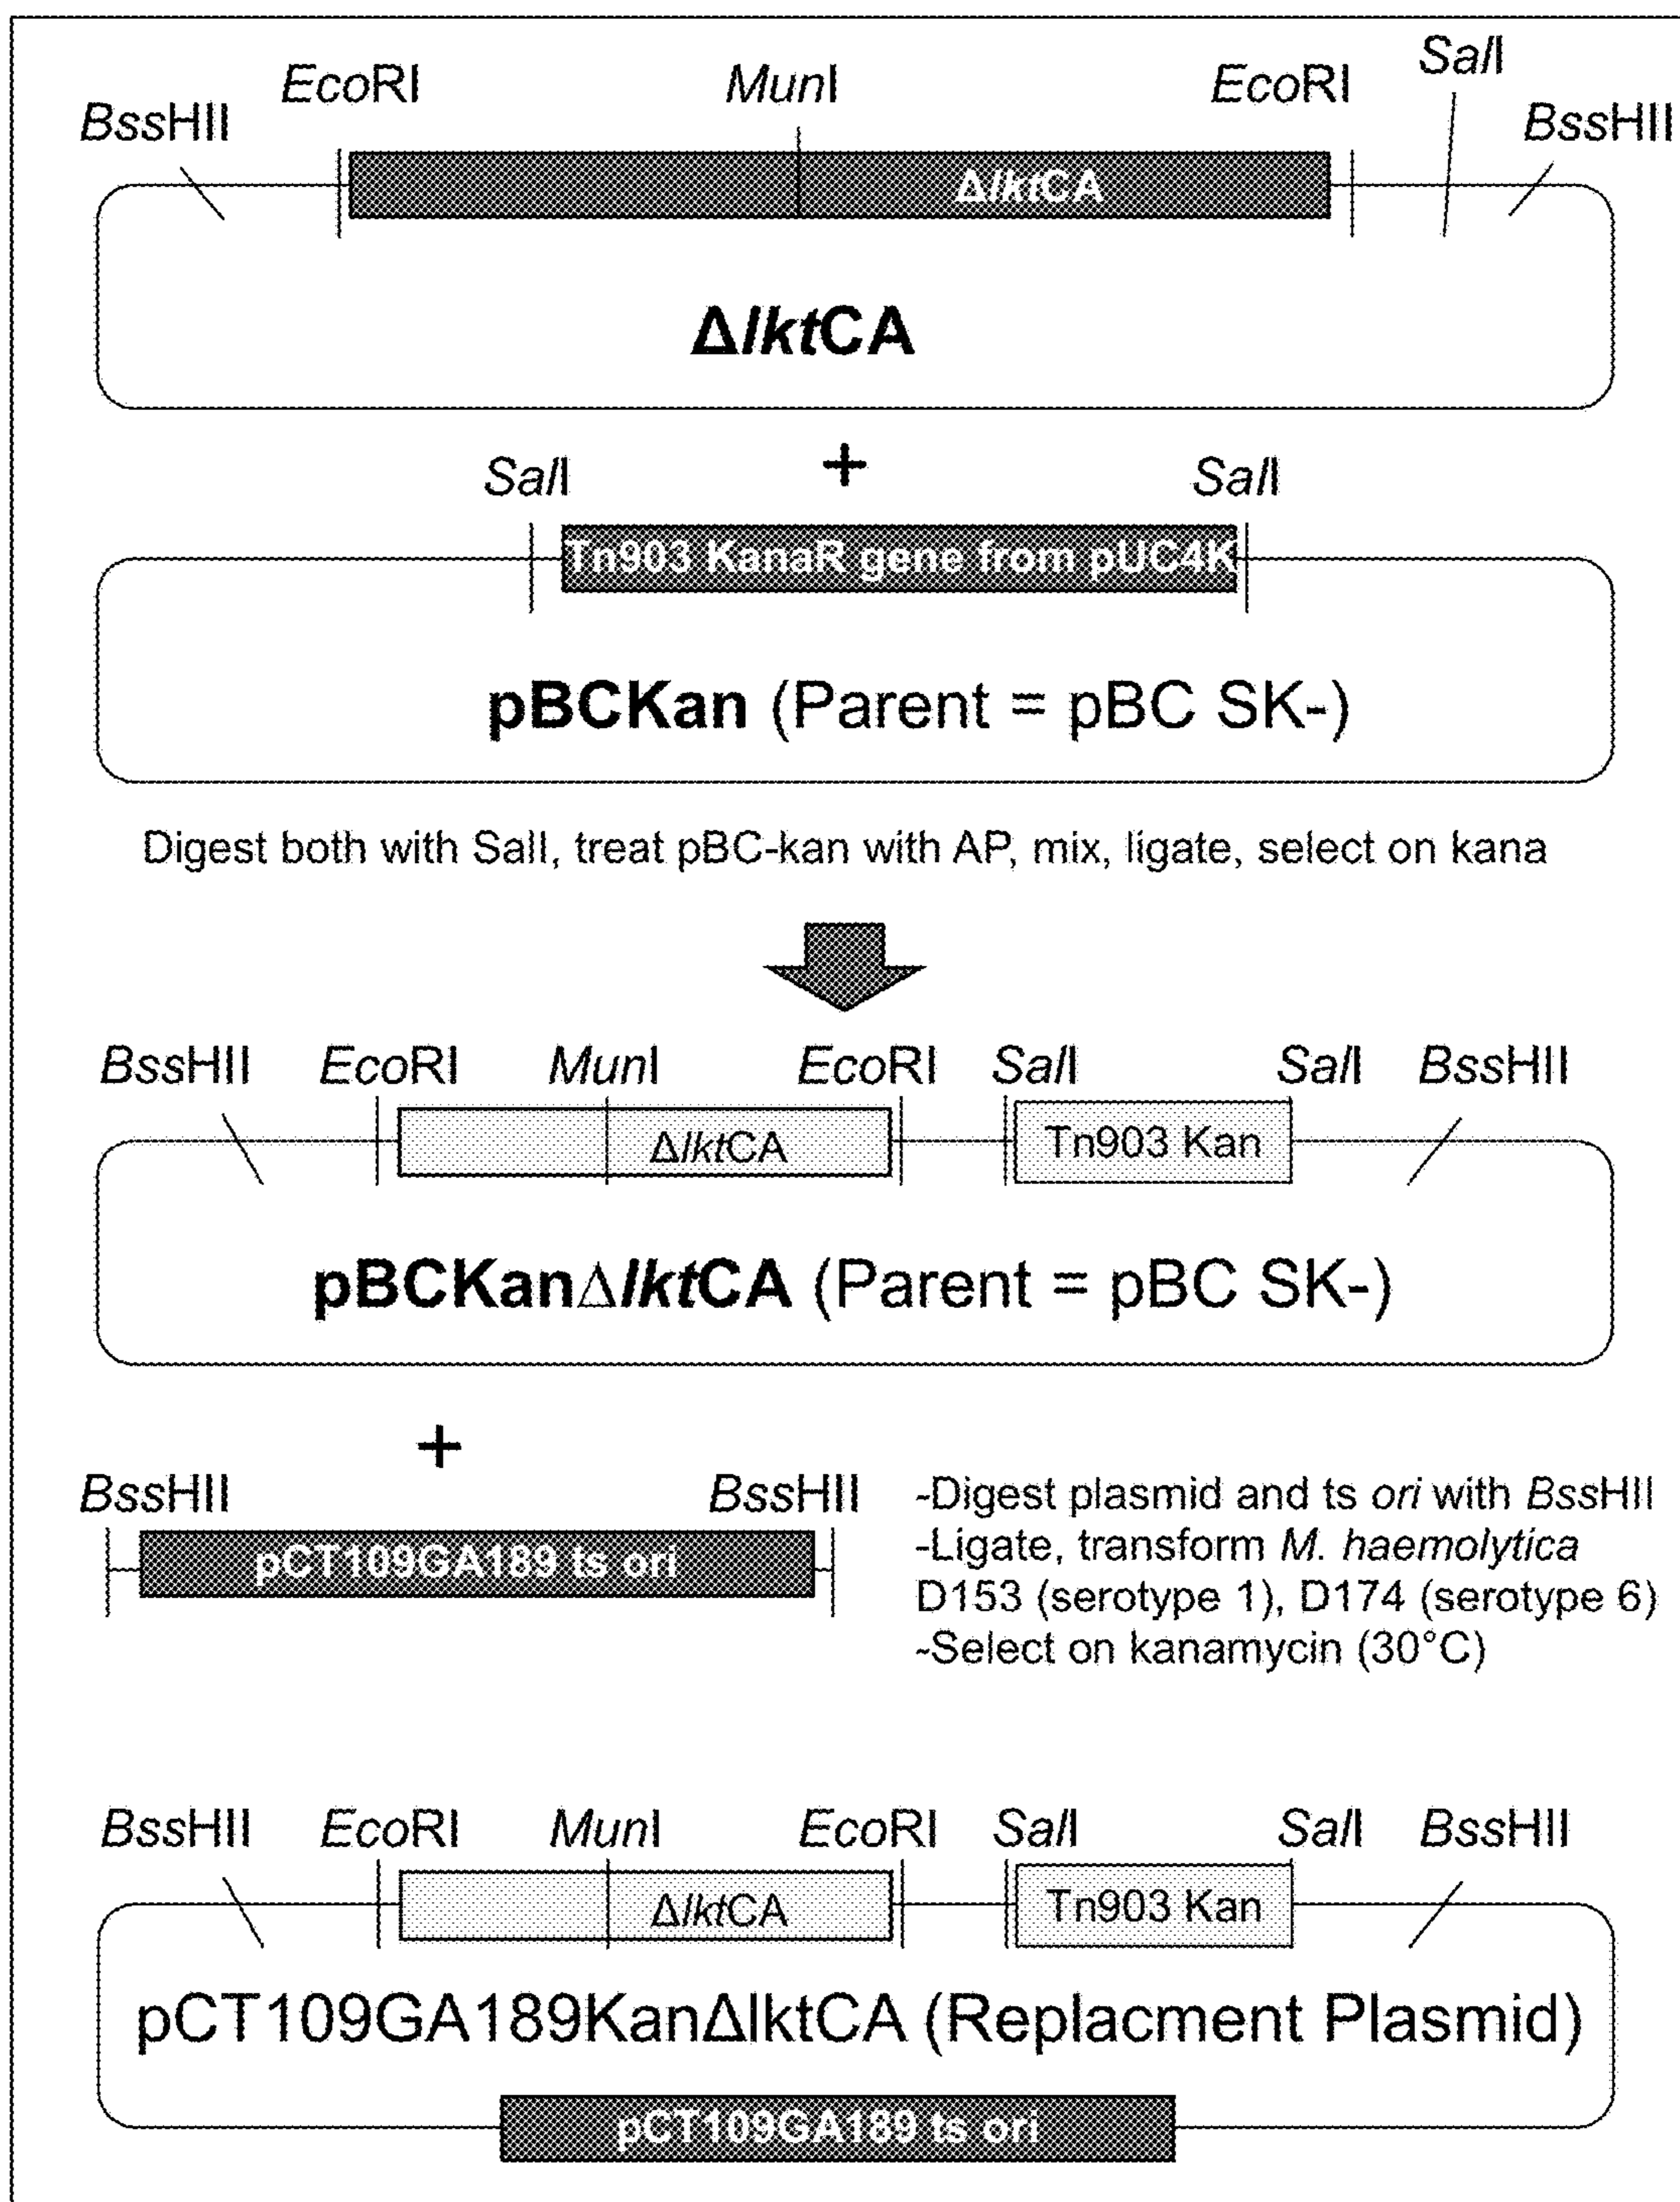 BssHII EcoRI MunI EcoRI SalI BssHII
ΔlktCA
ΔlktCA
+
SalI SalI
Tn903 KanaR gene from pUC4K
pBCKan (Parent = pBC SK-)
Digest both with SalI, treat pBC-kan with AP, mix, ligate, select on kana
BssHII EcoRI MunI EcoRI SalI SalI BssHII
ΔlktCA Tn903 Kan
pBCKanΔlktCA (Parent = pBC SK-)
+
BssHII BssHII
pCT109GA189 ts ori
-Digest plasmid and ts ori with BssHII
-Ligate, transform M. haemolytica
D153 (serotype 1), D174 (serotype 6)
-Select on kanamycin (30°C)
BssHII EcoRI MunI EcoRI SalI SalI BssHII
ΔlktCA Tn903 Kan
pCT109GA189KanΔlktCA (Replacment Plasmid)
pCT109GA189 ts ori